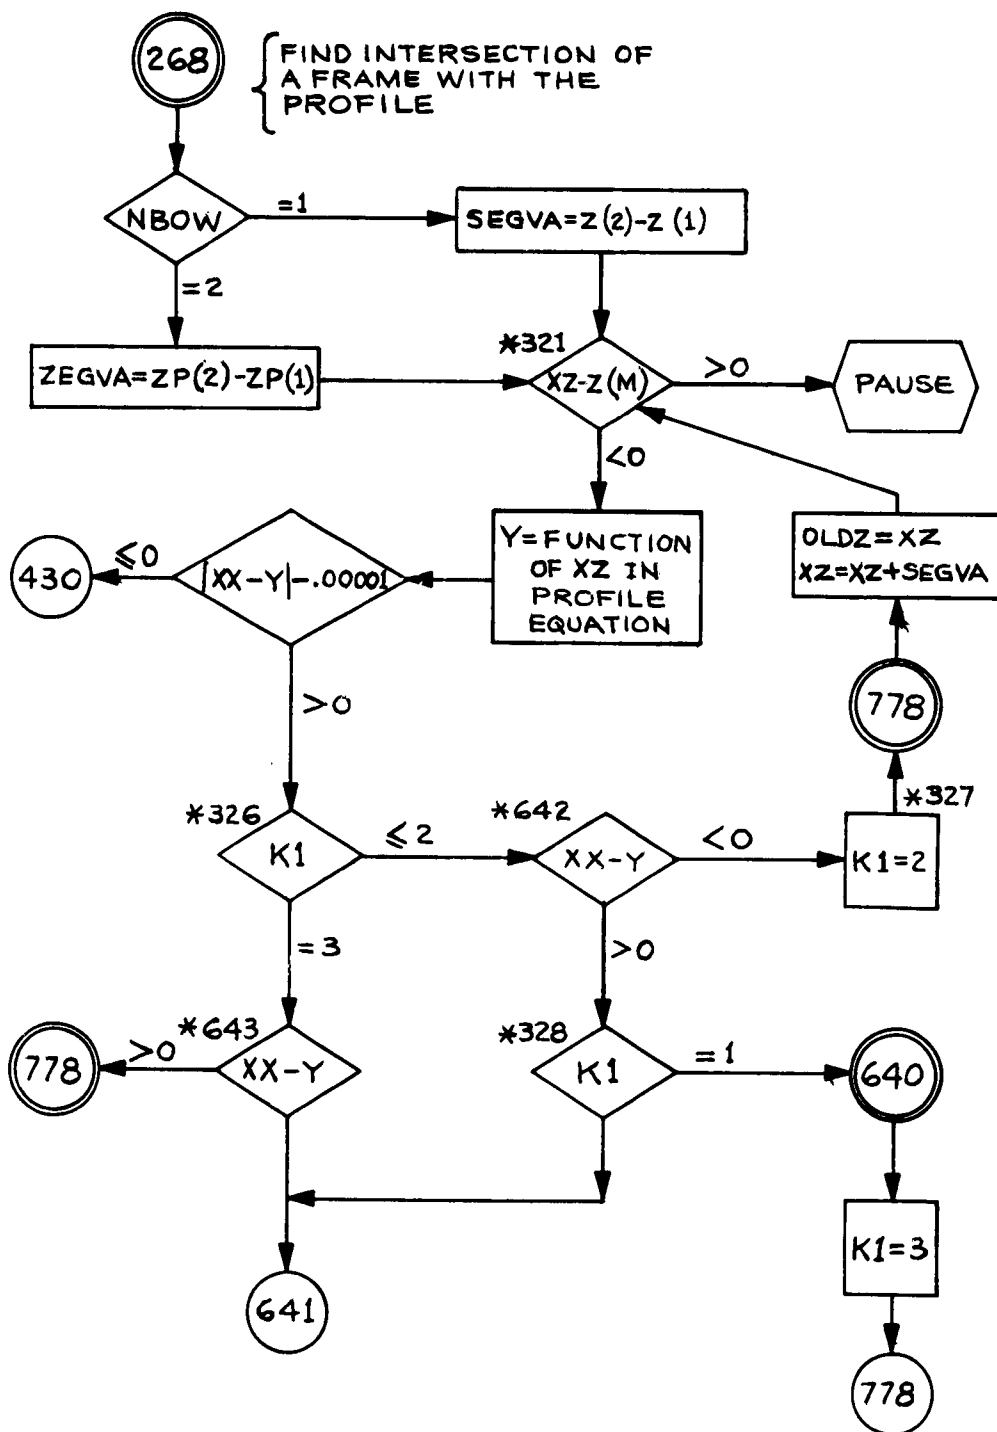 268
FIND INTERSECTION OF
A FRAME WITH THE
PROFILE
NBOW
=1
SEGVA=Z(2)-Z(1)
=2
ZEGVA=ZP(2)-ZP(1)
*321
XZ-Z(M)
>0
PAUSE
<0
Y=FUNCTION
OF XZ IN
PROFILE
EQUATION
OLDZ=XZ
XZ=XZ+SEGVA
430
≤0
|XX-Y|-.00001
>0
778
*327
*326
K1
≤2
*642
XX-Y
<0
K1=2
=3
>0
*643
XX-Y
>0
778
*328
K1
=1
640
K1=3
641
778